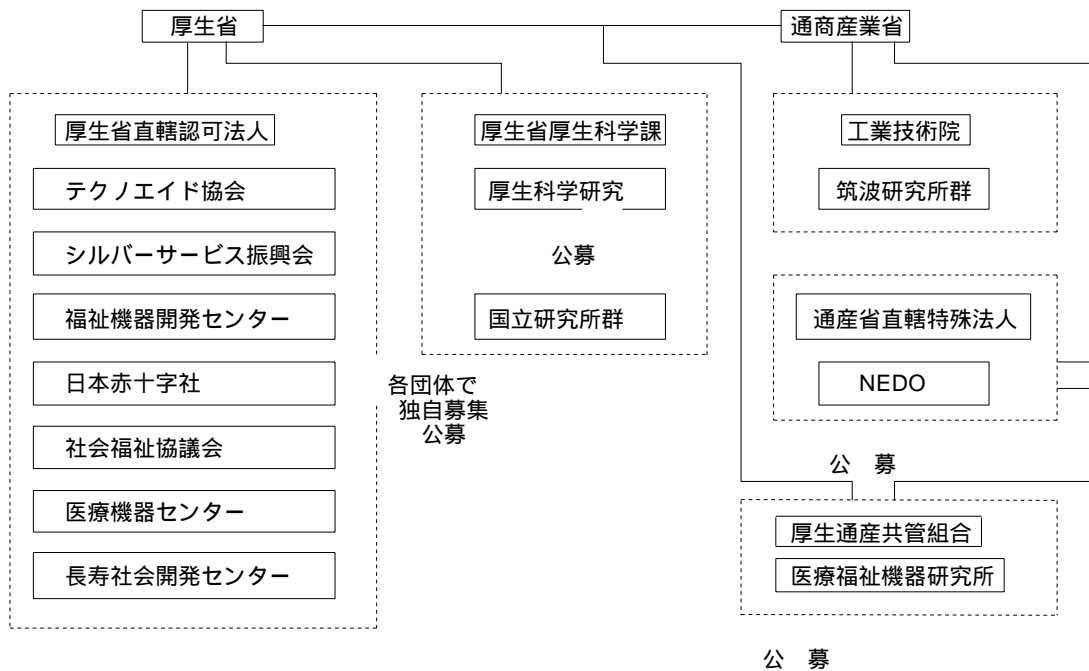 厚生省
通商産業省
厚生省直轄認可法人
テクノエイド協会
シルバーサービス振興会
福祉機器開発センター
日本赤十字社
社会福祉協議会
医療機器センター
長寿社会開発センター
各団体で
独自募集
公募
厚生省厚生科学課
厚生科学研究
公募
国立研究所群
工業技術院
筑波研究所群
通産省直轄特殊法人
NEDO
公　募
厚生通産共管組合
医療福祉機器研究所
公　募